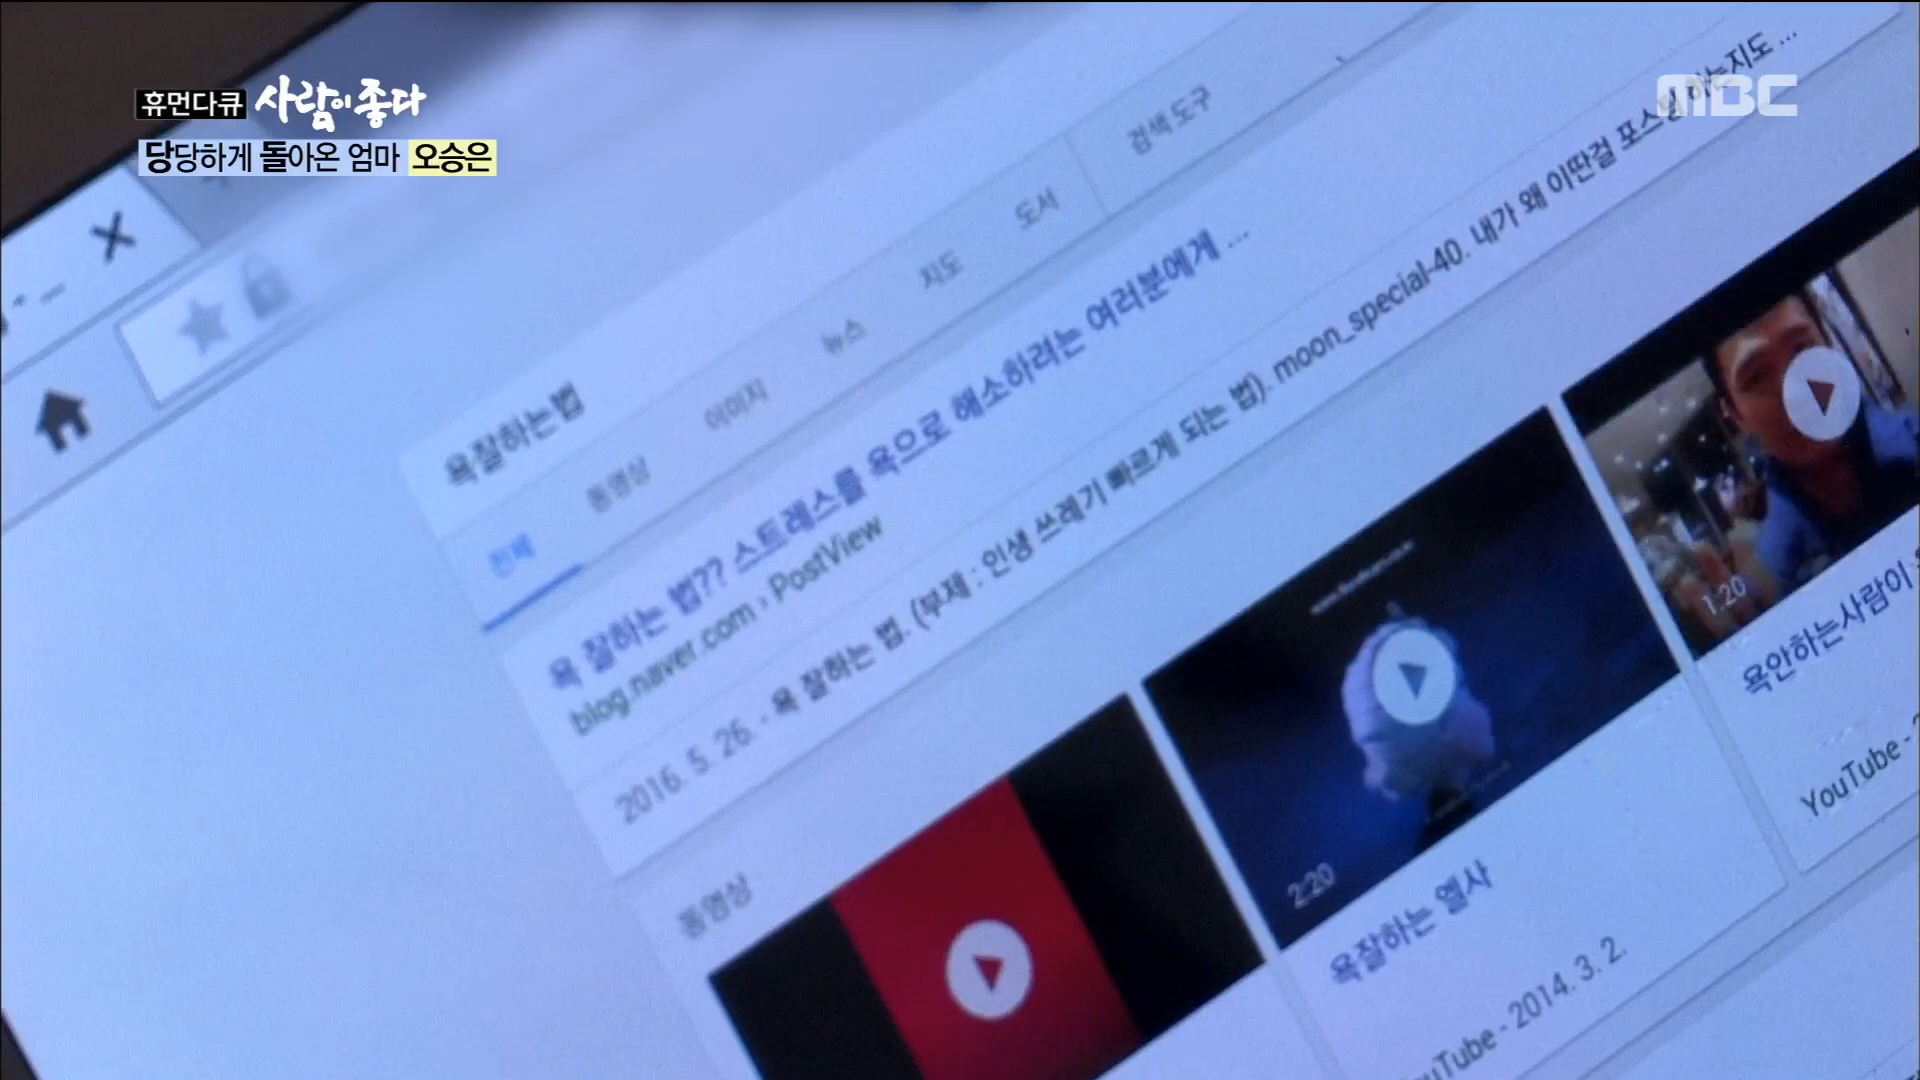 휴먼다큐 사람이 좋다
당당하게 돌아온 엄마 오승은
MBC
욕잘하는법
전체 동영상 이미지 뉴스 지도 도서 검색 도구
욕 잘하는 법?? 스트레스를 욕으로 해소하려는 여러분에게 ...
blog.naver.com › PostView
2016. 5. 26. - 욕 잘하는 법. (부제 : 인생 쓰레기 빠르게 되는 법). moon_special-40. 내가 왜 이딴걸 포스팅 하는지도 ...
동영상
2:20
욕잘하는 엘사
uTube - 2014. 3. 2.
1:20
욕안하는사람이
YouTube -